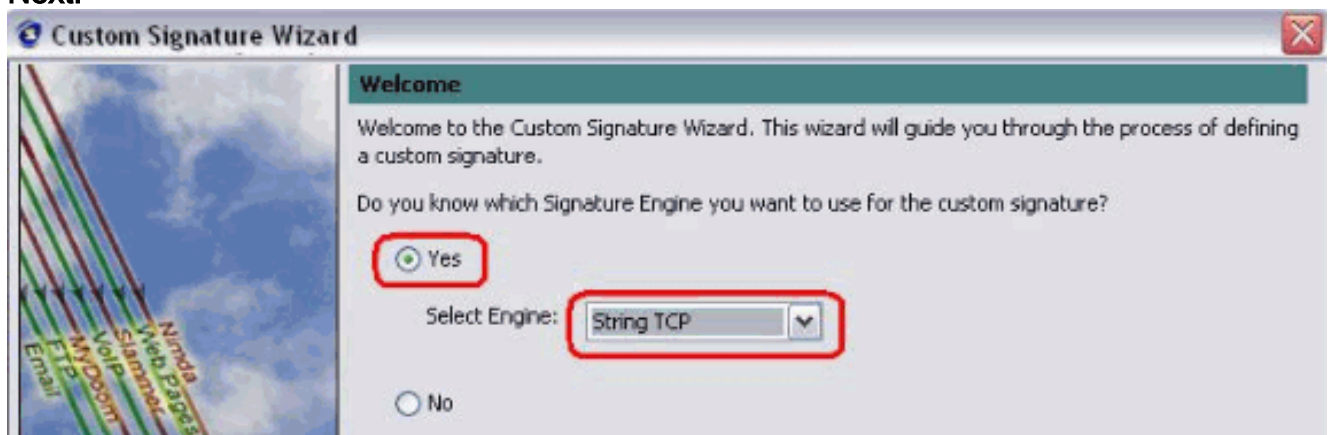 Next.
Custom Signature Wizard
Welcome
Welcome to the Custom Signature Wizard. This wizard will guide you through the process of defining
a custom signature.
Do you know which Signature Engine you want to use for the custom signature?
Yes
Select Engine:
String TCP
No
Nimda
Web Pages
Slammer
VoIP
MyDoom
FTP
Email